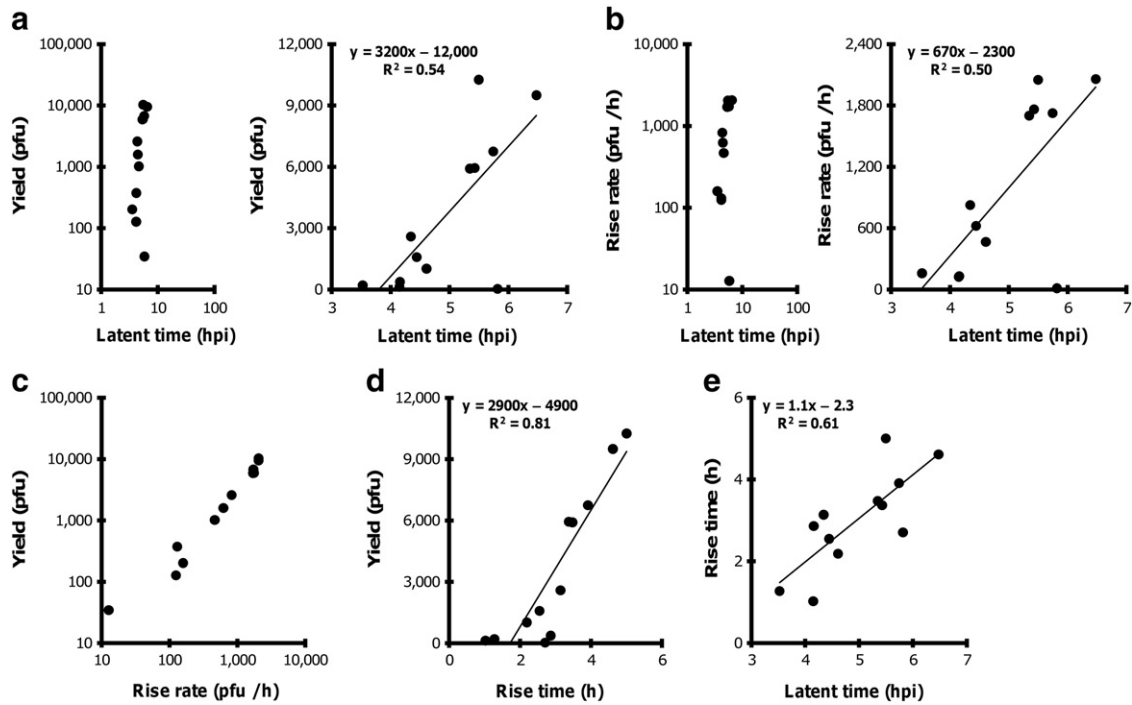 a
100,000
10,000
1,000
100
10
1
10
100
Yield (pfu)
Latent time (hpi)
y = 3200x – 12,000
R² = 0.54
12,000
9,000
6,000
3,000
0
3
4
5
6
7
Yield (pfu)
Latent time (hpi)
b
10,000
1,000
100
10
1
10
100
Rise rate (pfu /h)
Latent time (hpi)
y = 670x – 2300
R² = 0.50
2,400
1,800
1,200
600
0
3
4
5
6
7
Rise rate (pfu /h)
Latent time (hpi)
c
100,000
10,000
1,000
100
10
10
100
1,000
10,000
Yield (pfu)
Rise rate (pfu /h)
d
y = 2900x – 4900
R² = 0.81
12,000
9,000
6,000
3,000
0
0
2
4
6
Yield (pfu)
Rise time (h)
e
y = 1.1x – 2.3
R² = 0.61
6
4
2
0
3
4
5
6
7
Rise time (h)
Latent time (hpi)